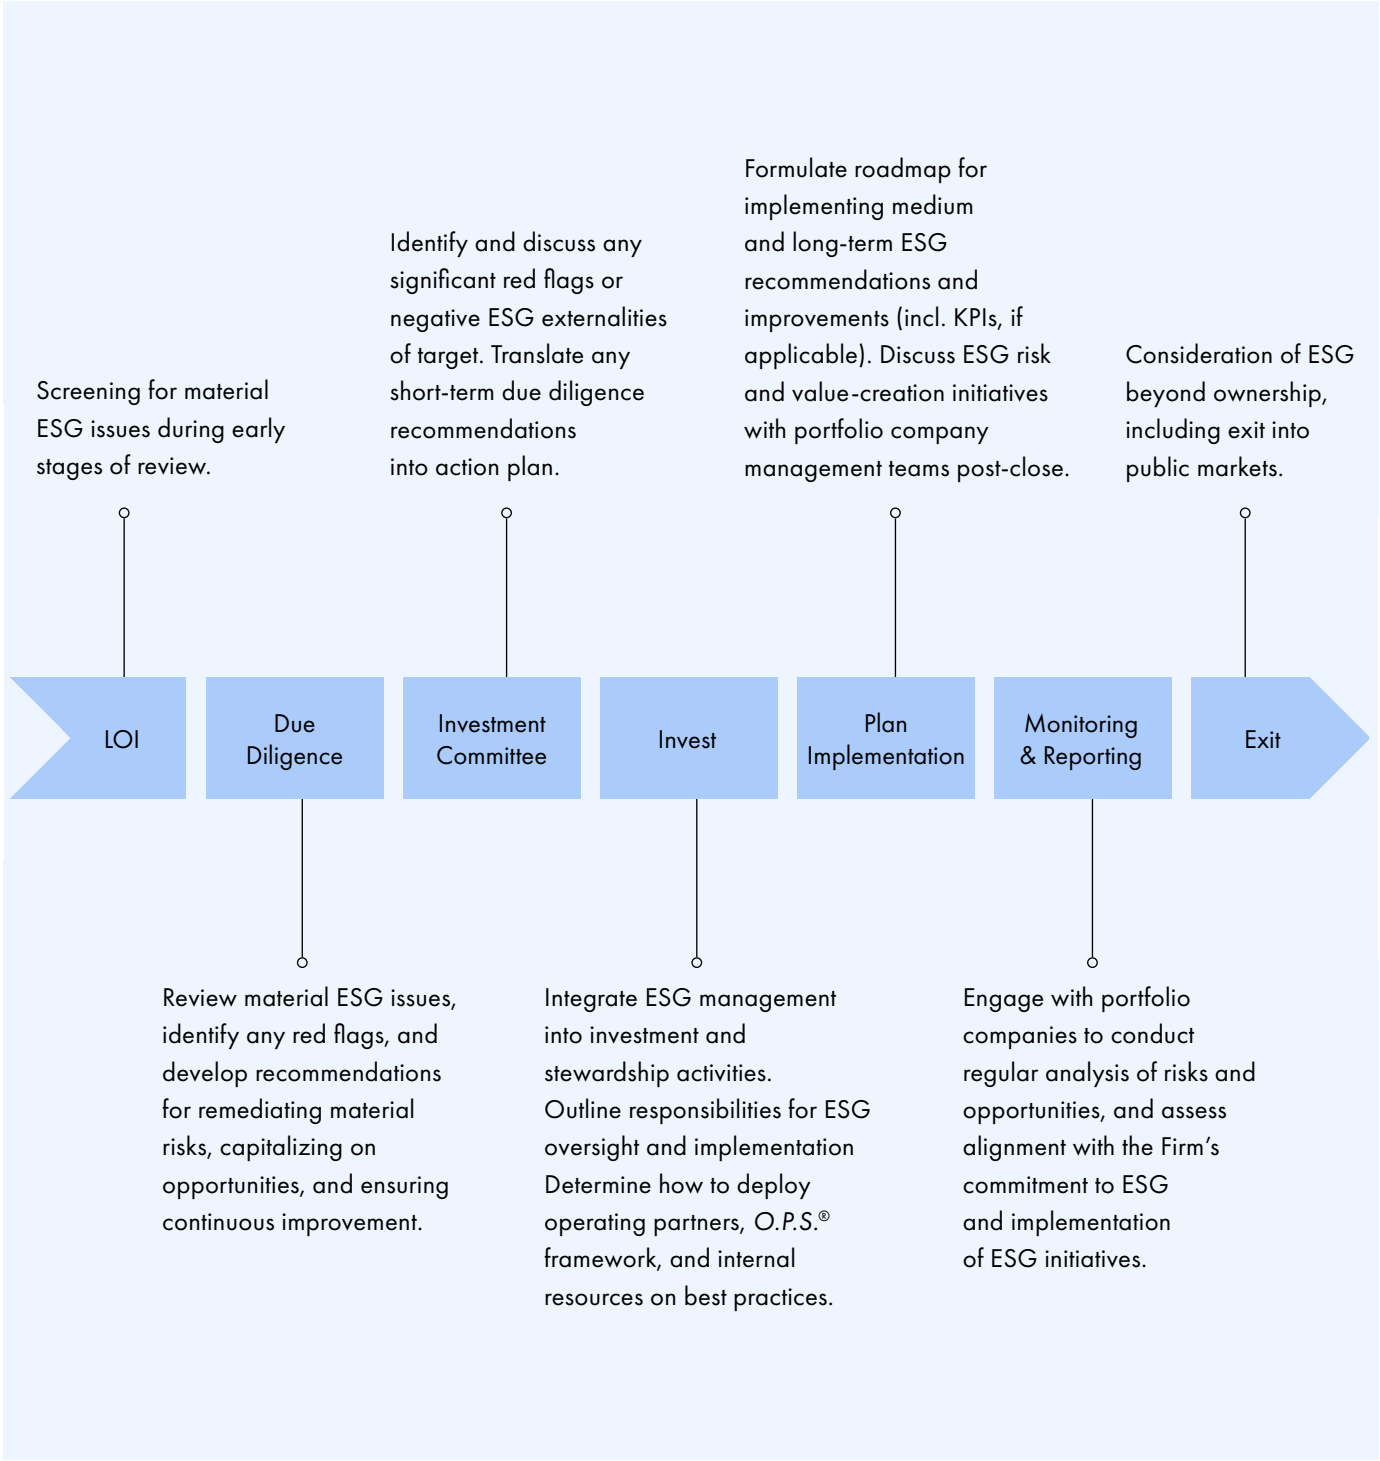 Screening for material
ESG issues during early
stages of review.
Identify and discuss any
significant red flags or
negative ESG externalities
of target. Translate any
short-term due diligence
recommendations
into action plan.
Formulate roadmap for
implementing medium
and long-term ESG
recommendations and
improvements (incl. KPIs, if
applicable). Discuss ESG risk
and value-creation initiatives
with portfolio company
management teams post-close.
Consideration of ESG
beyond ownership,
including exit into
public markets.
LOI
Due
Diligence
Investment
Committee
Invest
Plan
Implementation
Monitoring
& Reporting
Exit
Review material ESG issues,
identify any red flags, and
develop recommendations
for remediating material
risks, capitalizing on
opportunities, and ensuring
continuous improvement.
Integrate ESG management
into investment and
stewardship activities.
Outline responsibilities for ESG
oversight and implementation
Determine how to deploy
operating partners, O.P.S.®
framework, and internal
resources on best practices.
Engage with portfolio
companies to conduct
regular analysis of risks and
opportunities, and assess
alignment with the Firm’s
commitment to ESG
and implementation
of ESG initiatives.